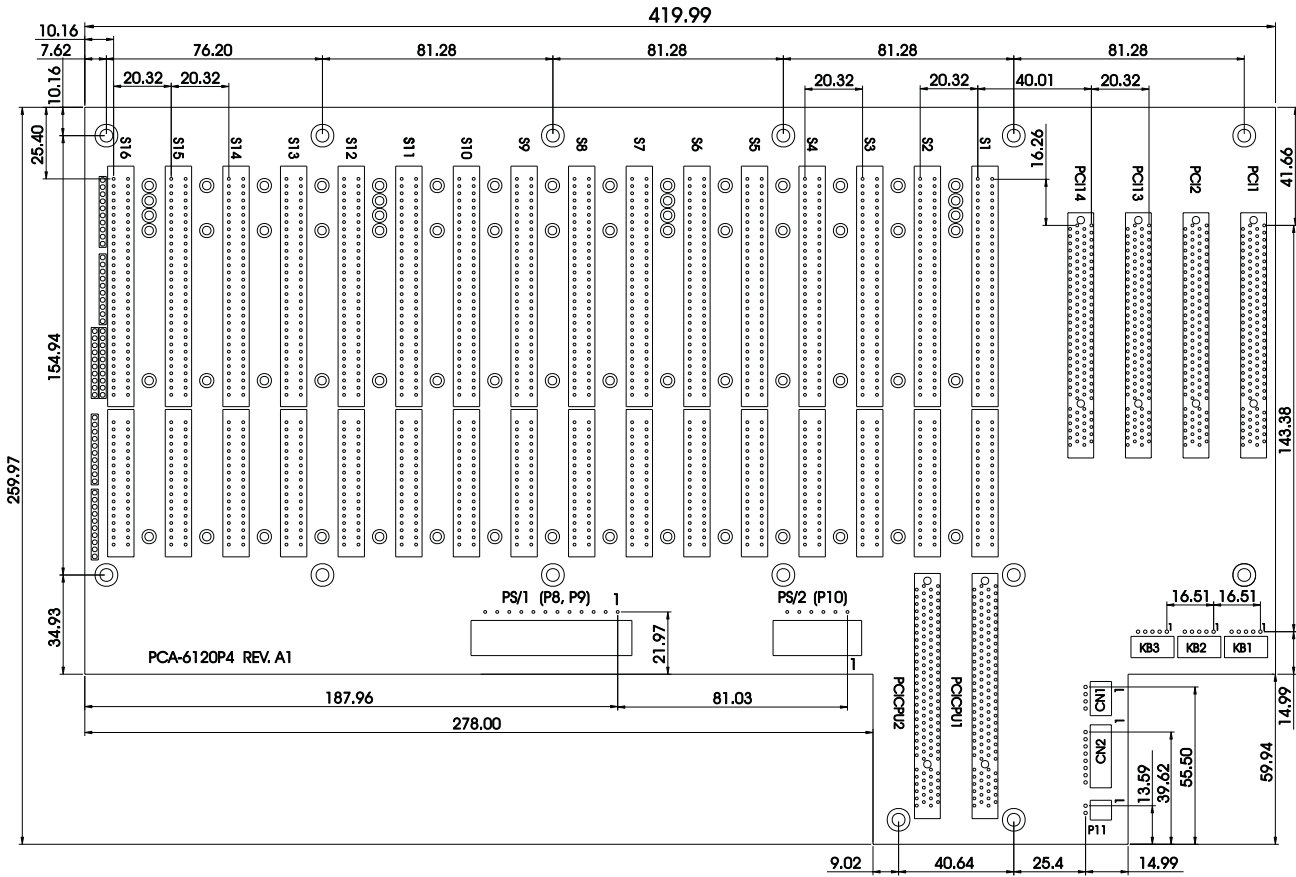 419.99
10.16
7.62 76.20 81.28 81.28 81.28 81.28
20.32 20.32 20.32 20.32 40.01 20.32
10.16
25.40
16.26
41.66
S16 S15 S14 S13 S12 S11 S10 S9 S8 S7 S6 S5 S4 S3 S2 S1
PCI14 PCI13 PCI2 PCI1
154.94
143.38
259.97
34.93
PS/1 (P8, P9) 1
PS/2 (P10)
1
21.97
16.51 16.51
1 1 1
KB3 KB2 KB1
PCA-6120P4 REV. A1
187.96 81.03
278.00
PCICPU2 PCICPU1
CN1 1
CN2 1
P11 1
13.59
39.62
55.50
14.99
59.94
9.02 40.64 25.4 14.99